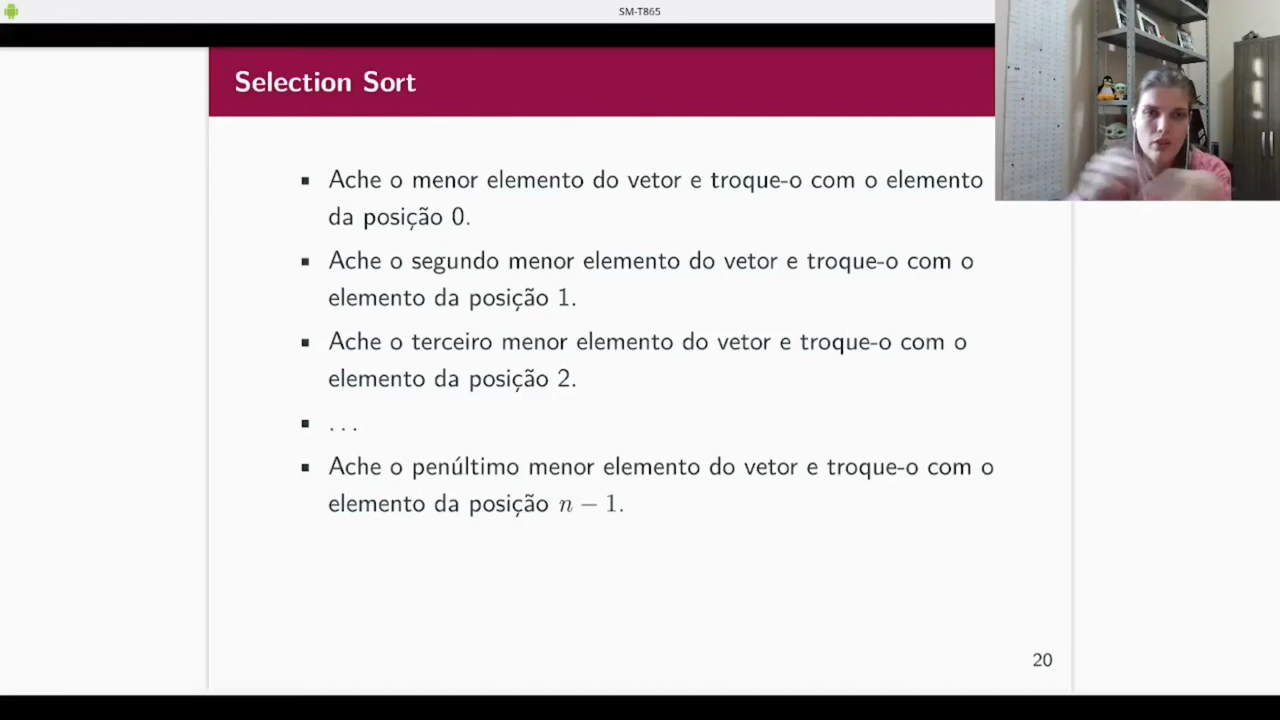 SM-T865
Selection Sort
▪ Ache o menor elemento do vetor e troque-o com o elemento
da posição 0.
▪ Ache o segundo menor elemento do vetor e troque-o com o
elemento da posição 1.
▪ Ache o terceiro menor elemento do vetor e troque-o com o
elemento da posição 2.
▪ . . .
▪ Ache o penúltimo menor elemento do vetor e troque-o com o
elemento da posição n − 1.
20